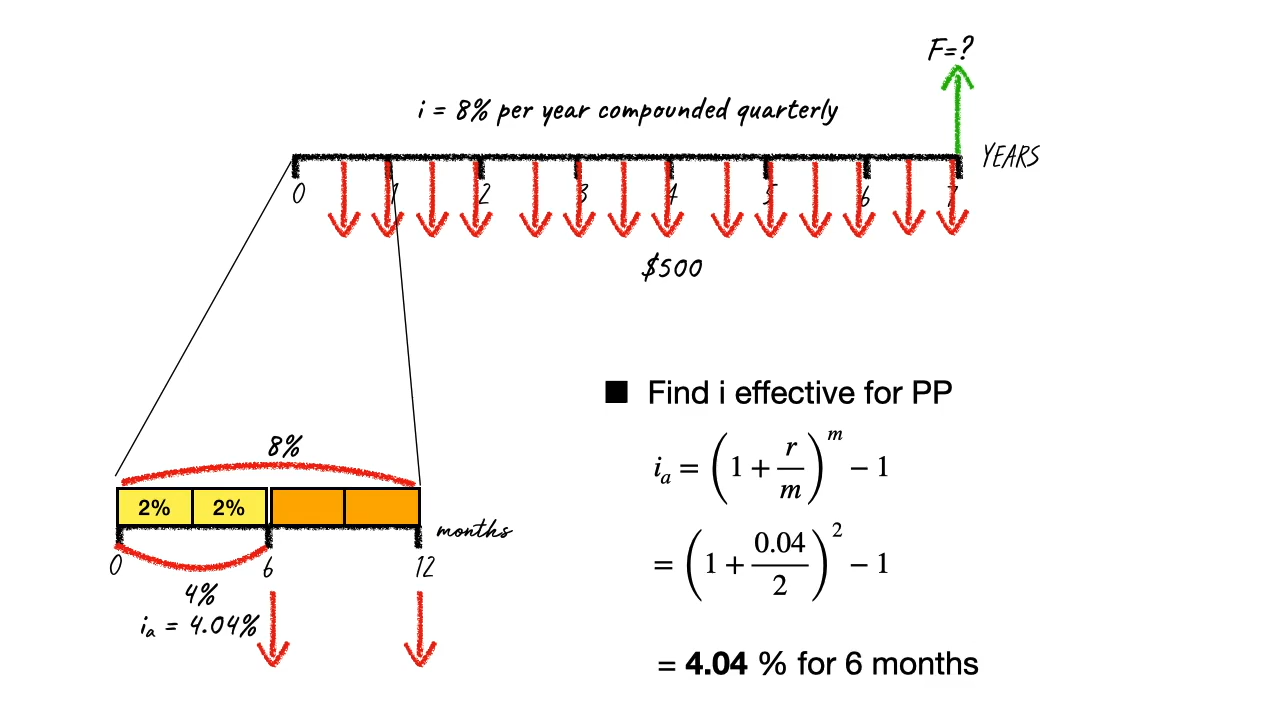 F=?
i = 8% per year compounded quarterly
YEARS
0 1 2 3 4 5 6 7
$500
■ Find i effective for PP
8%
i_a = (1 + r/m)^m − 1
2% 2%
months
= (1 + 0.04/2)^2 − 1
0 6 12
4%
i_a = 4.04%
= 4.04 % for 6 months